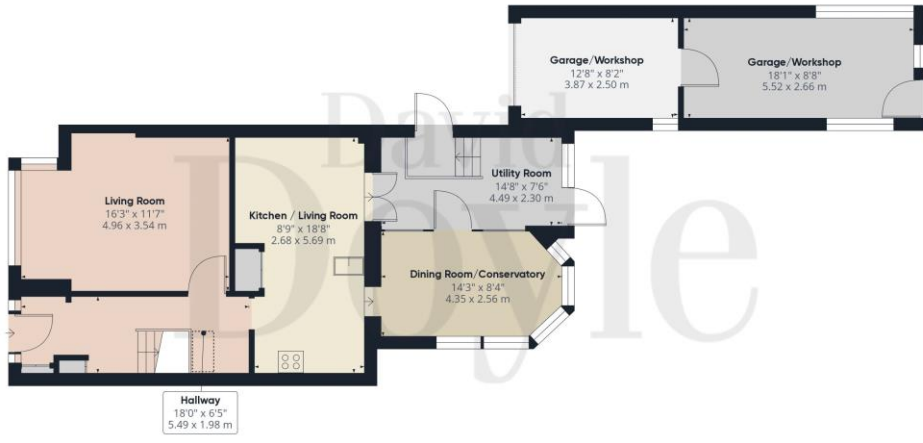 Garage/Workshop
12'8" x 8'2"
3.87 x 2.50 m
Garage/Workshop
18'1" x 8'8"
5.52 x 2.66 m
David
Doyle
Living Room
16'3" x 11'7"
4.96 x 3.54 m
Kitchen / Living Room
8'9" x 18'8"
2.68 x 5.69 m
Utility Room
14'8" x 7'6"
4.49 x 2.30 m
Dining Room/Conservatory
14'3" x 8'4"
4.35 x 2.56 m
Hallway
18'0" x 6'5"
5.49 x 1.98 m